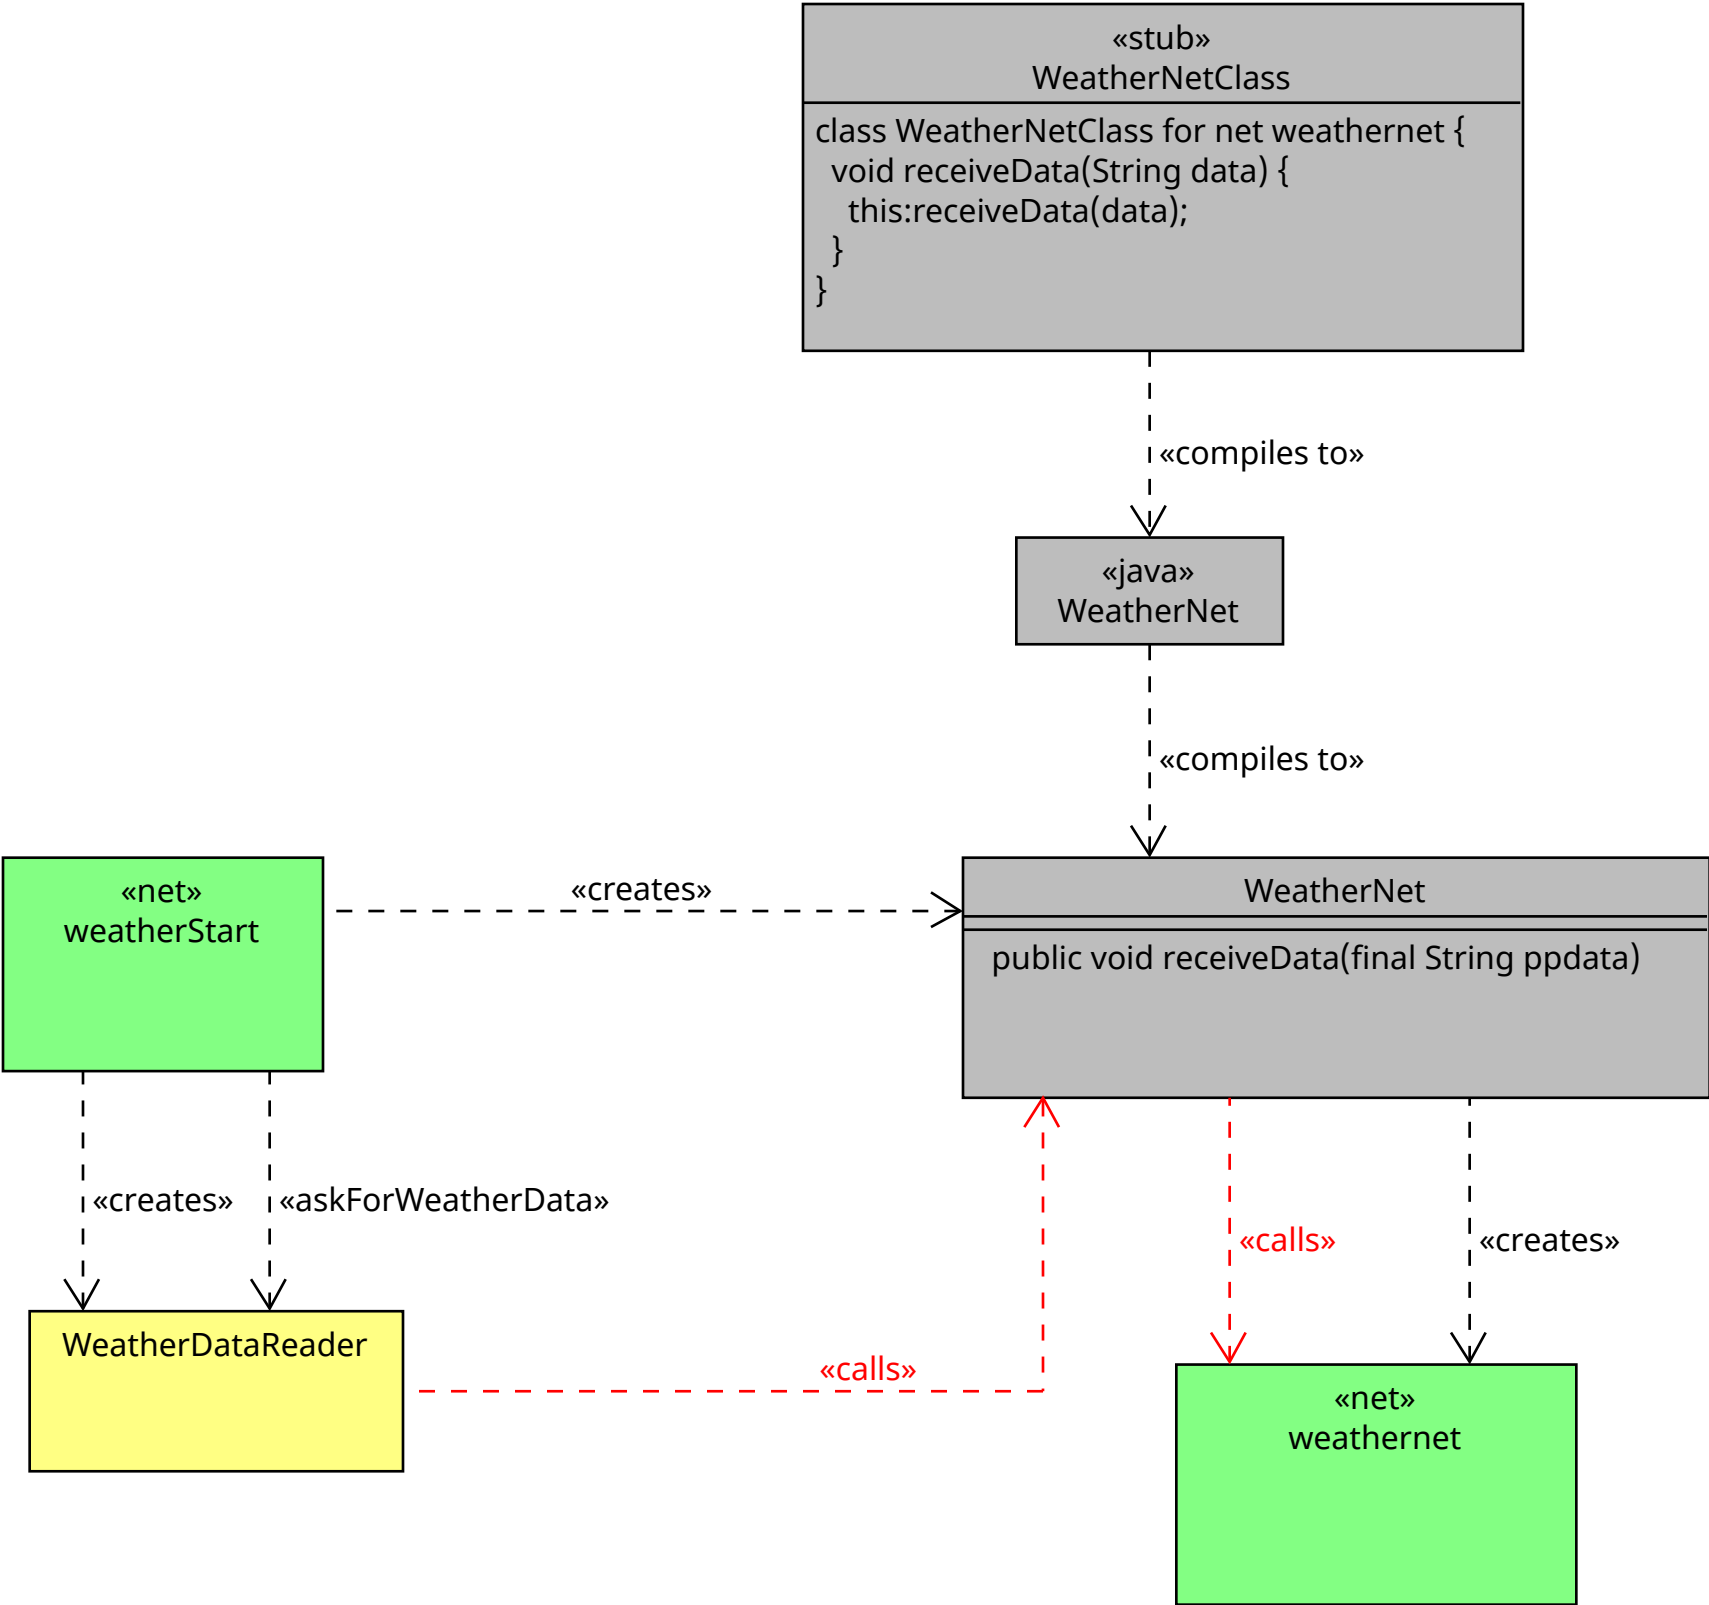 «stub»
WeatherNetClass
class WeatherNetClass for net weathernet {
  void receiveData(String data) {
    this:receiveData(data);
  }
}
«compiles to»
«java»
WeatherNet
«compiles to»
«net»
weatherStart
«creates»
WeatherNet
public void receiveData(final String ppdata)
«creates»
«askForWeatherData»
«calls»
«creates»
WeatherDataReader
«calls»
«net»
weathernet